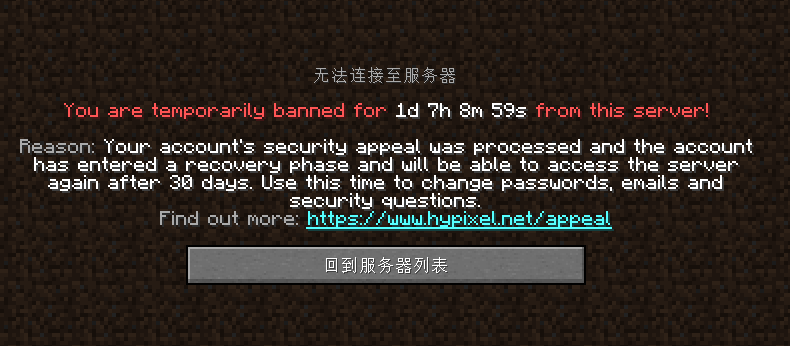 无法连接至服务器
You are temporarily banned for 1d 7h 8m 59s from this server!
Reason: Your account's security appeal was processed and the account
has entered a recovery phase and will be able to access the server
again after 30 days. Use this time to change passwords, emails and
security questions.
Find out more: https://www.hypixel.net/appeal
回到服务器列表